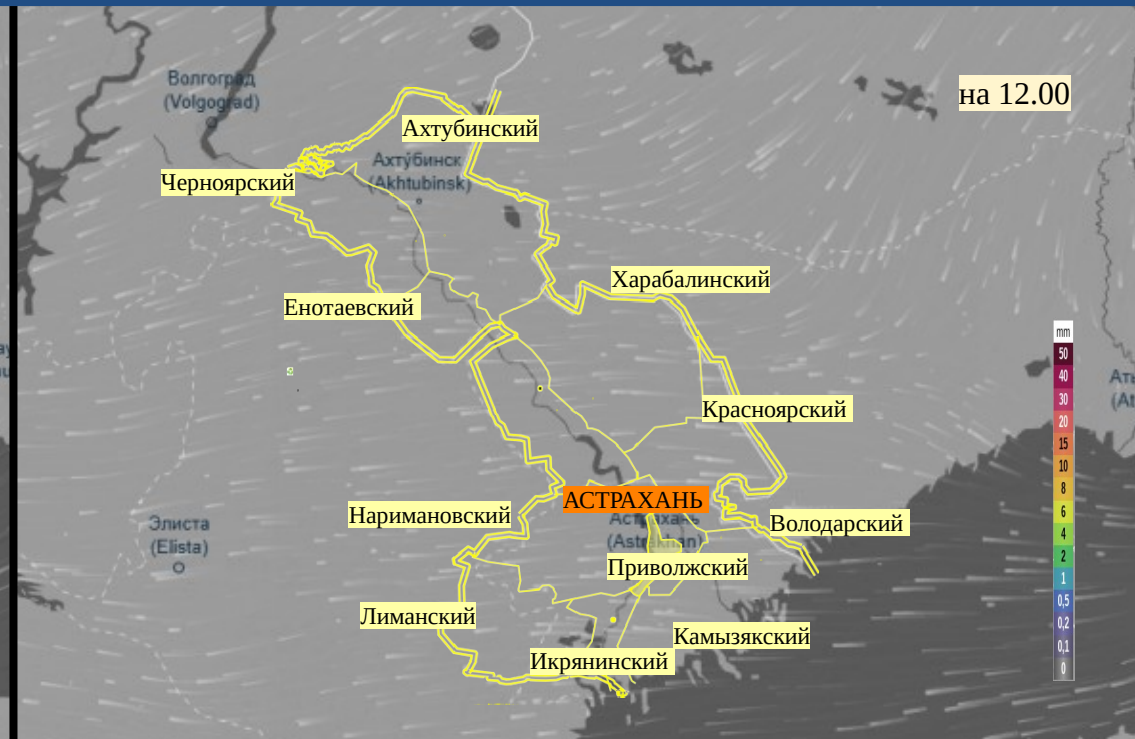 Волгоград
(Volgograd)
на 12.00
Ахтубинский
Ахту́бинск
(Akhtubinsk)
Черноярский
Харабалинский
Енотаевский
mm
50
40
30
20
15
10
8
6
4
2
1
0,5
0,2
0,1
0
Красноярский
АСТРАХАНЬ
Астрахань
(Astrakhan)
Наримановский
Володарский
Элиста
(Elista)
Приволжский
Лиманский
Камызякский
Икрянинский